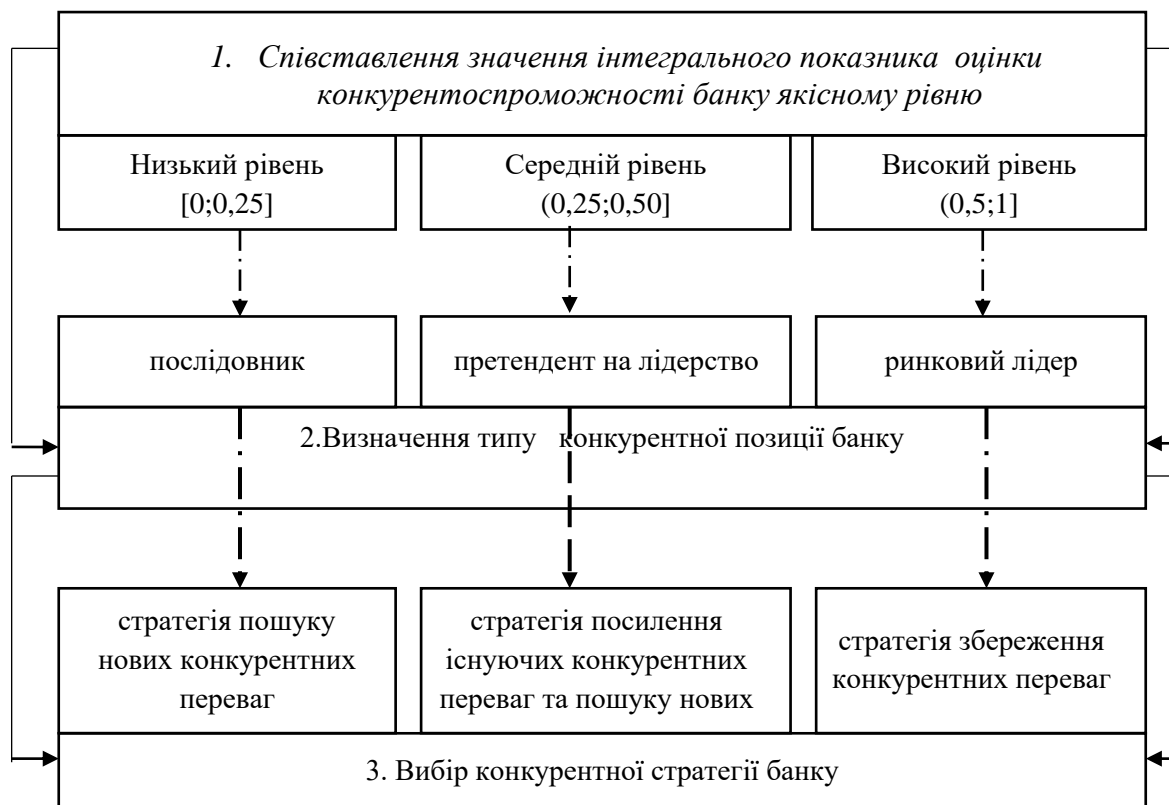 1. Співставлення значення інтегрального показника оцінки
конкурентоспроможності банку якісному рівню
Низький рівень
[0;0,25]
Середній рівень
(0,25;0,50]
Високий рівень
(0,5;1]
послідовник
претендент на лідерство
ринковий лідер
2.Визначення типу конкурентної позиції банку
стратегія пошуку
нових конкурентних
переваг
стратегія посилення
існуючих конкурентних
переваг та пошуку нових
стратегія збереження
конкурентних переваг
3. Вибір конкурентної стратегії банку